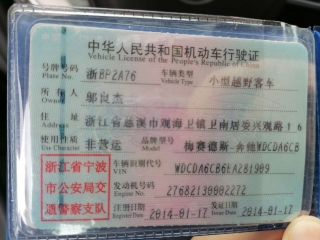 中华人民共和国机动车行驶证
Vehicle License of the People's Republic of China
号牌号码 浙BP2A76 车辆类型 小型越野客车
Plate No. Vehicle Type
所有人 邬良杰
Owner
住址 浙江省慈溪市观海卫镇卫南居委兴观路16
Address
使用性质 非营运 品牌型号 梅赛德斯-奔驰WDCDA6CB
Use Character Model
浙江省宁波市公安局交通警察支队
车辆识别代号 WDCDA6CB6EA281909
VIN
发动机号码 27682130002272
Engine No.
注册日期 2014-01-17 发证日期 2014-01-17
Register Date Issue Date